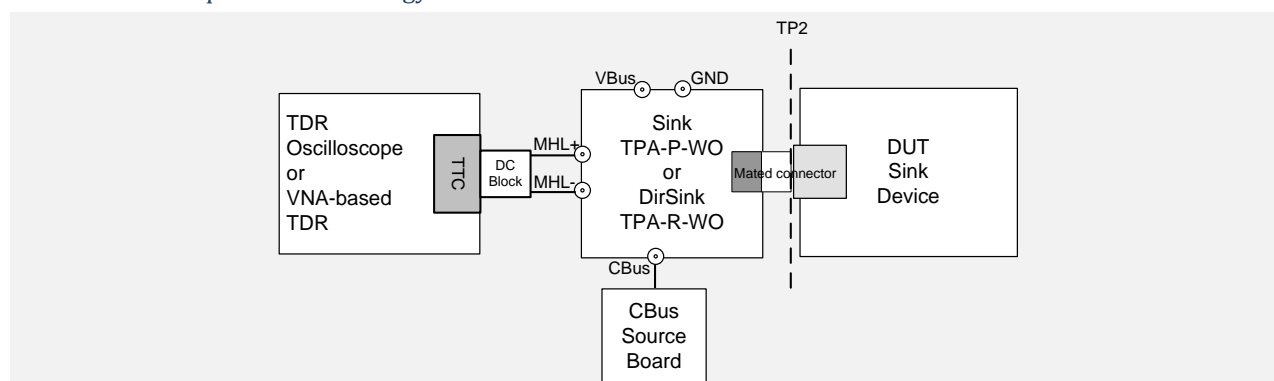 TP2
VBus
GND
TDR
Oscilloscope
or
VNA-based
TDR
TTC
DC
Block
MHL+
MHL-
Sink
TPA-P-WO
or
DirSink
TPA-R-WO
Mated connector
DUT
Sink
Device
CBus
CBus
Source
Board